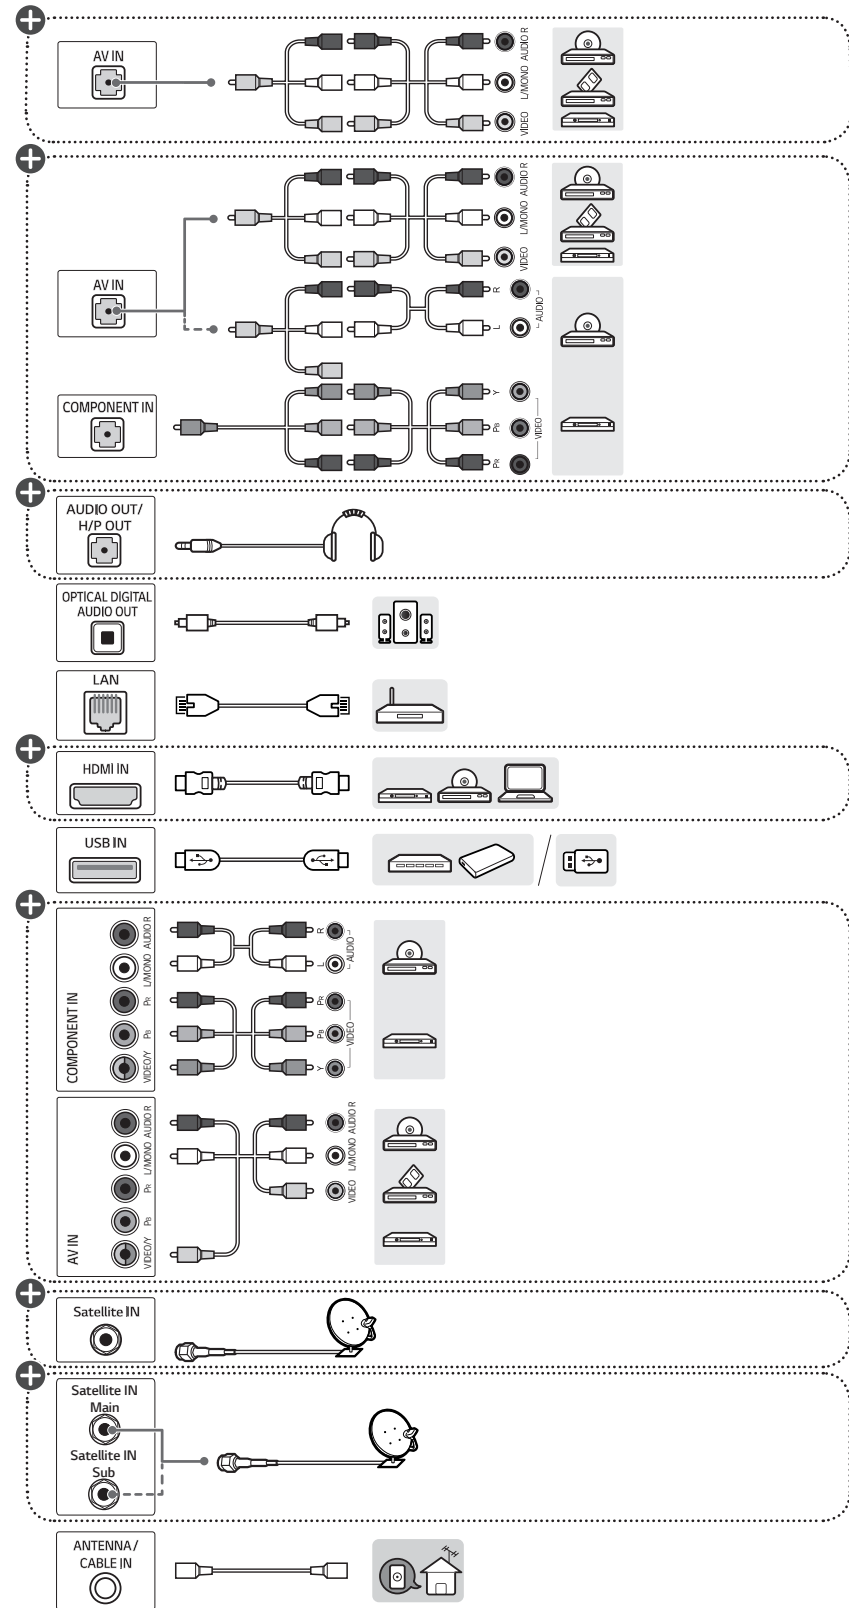 AV IN
AUDIO R
L/MONO
VIDEO
AV IN
AUDIO R
L/MONO
VIDEO
R
L
AUDIO
COMPONENT IN
Y
PB
PR
VIDEO
AUDIO OUT/
H/P OUT
OPTICAL DIGITAL
AUDIO OUT
LAN
HDMI IN
USB IN
COMPONENT IN
AUDIO R
L/MONO
PR
PB
VIDEO/Y
R
L
AUDIO
PR
PB
Y
VIDEO
AV IN
AUDIO R
L/MONO
PR
PB
VIDEO/Y
AUDIO R
L/MONO
VIDEO
Satellite IN
Satellite IN
Main
Satellite IN
Sub
ANTENNA/
CABLE IN